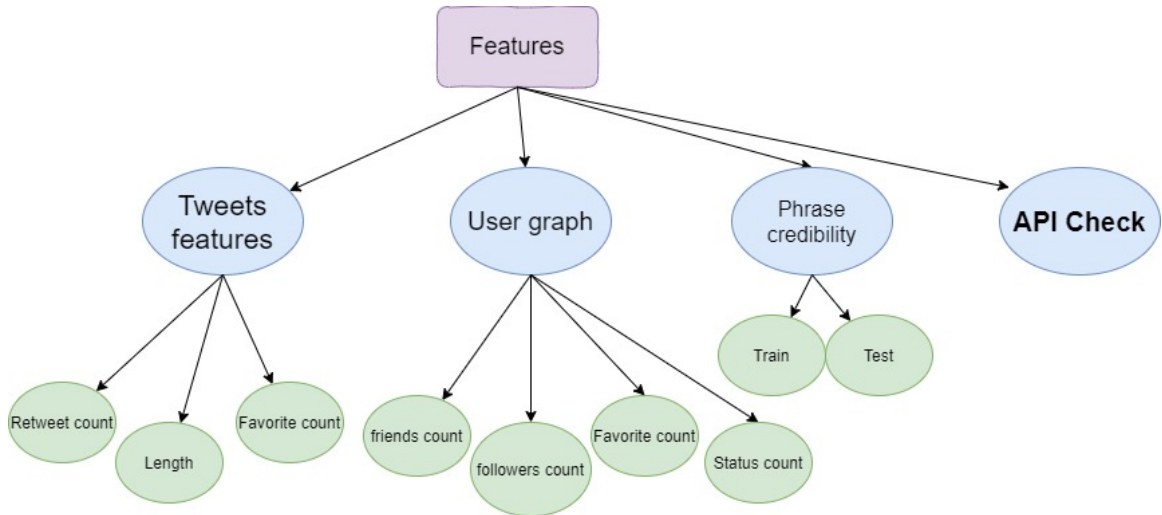 Features
Tweets
features
User graph
Phrase
credibility
API Check
Train
Test
Retweet count
Length
Favorite count
friends count
followers count
Favorite count
Status count